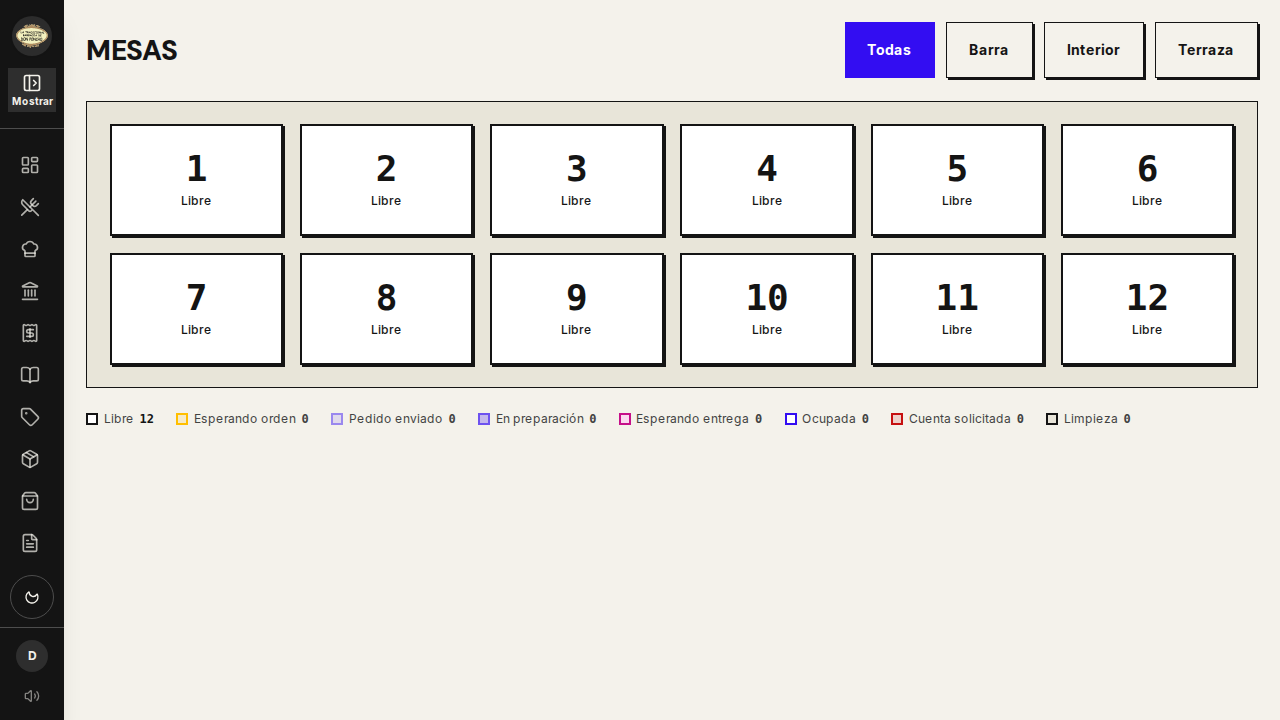 Mostrar
D
MESAS
Todas
Barra
Interior
Terraza
1
Libre
2
Libre
3
Libre
4
Libre
5
Libre
6
Libre
7
Libre
8
Libre
9
Libre
10
Libre
11
Libre
12
Libre
Libre 12
Esperando orden 0
Pedido enviado 0
En preparación 0
Esperando entrega 0
Ocupada 0
Cuenta solicitada 0
Limpieza 0